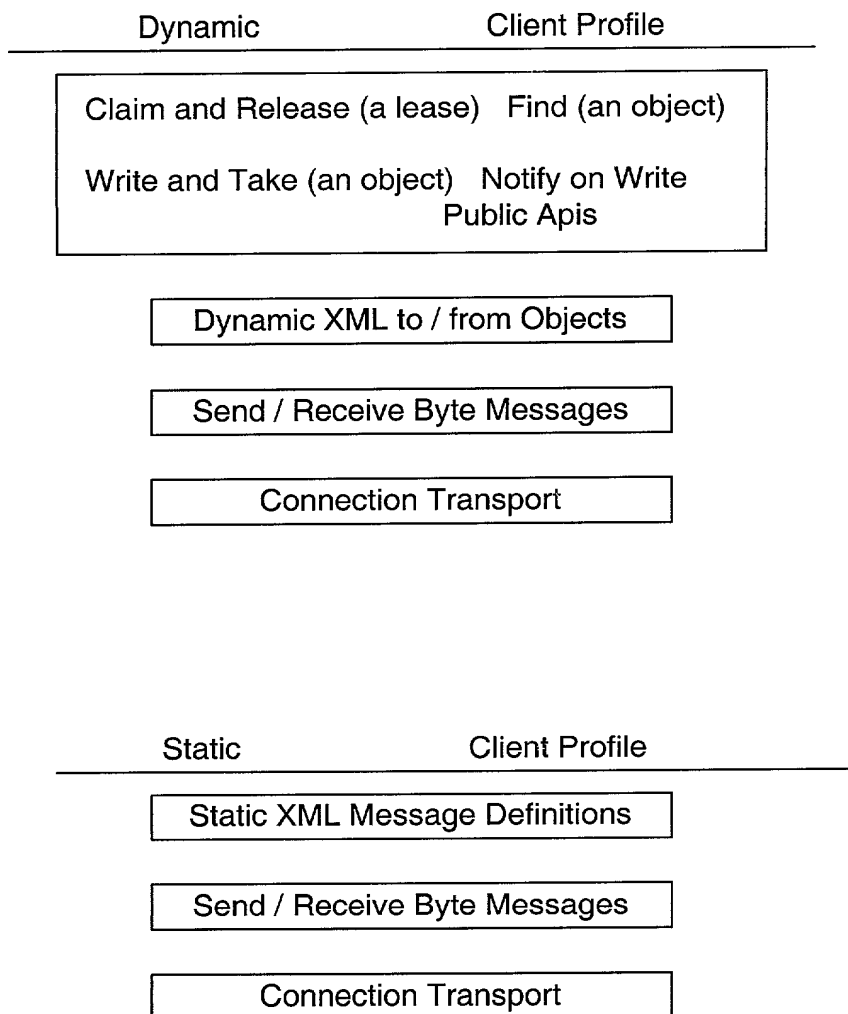 Dynamic Client Profile
Claim and Release (a lease) Find (an object)
Write and Take (an object) Notify on Write
Public Apis
Dynamic XML to / from Objects
Send / Receive Byte Messages
Connection Transport
Static Client Profile
Static XML Message Definitions
Send / Receive Byte Messages
Connection Transport